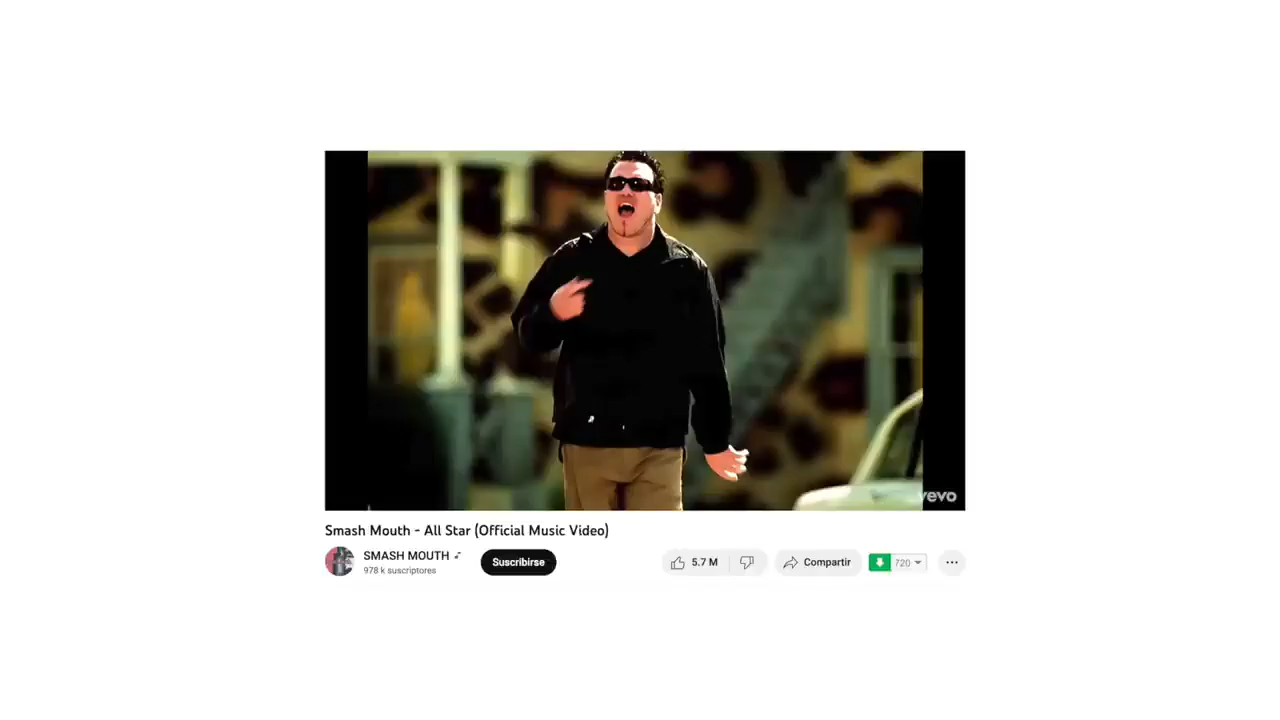 vevo
Smash Mouth - All Star (Official Music Video)
SMASH MOUTH
978 k suscriptores
Suscribirse
5.7 M
Compartir
720